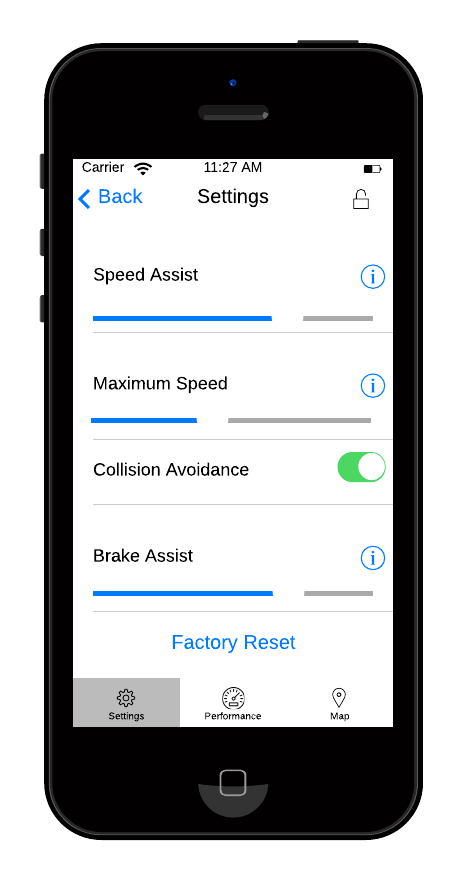 Carrier 11:27 AM
Back Settings
Speed Assist i
Maximum Speed i
Collision Avoidance
Brake Assist i
Factory Reset
Settings Performance Map